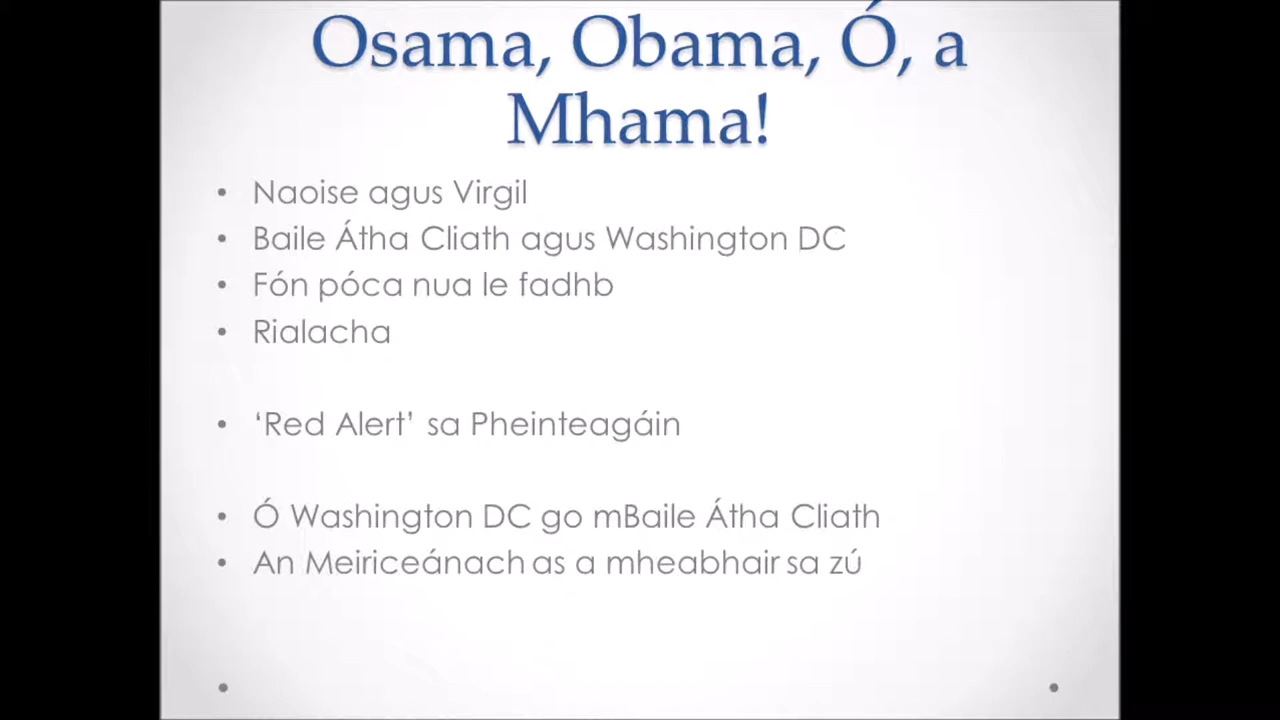 Osama, Obama, Ó, a
Mhama!
• Naoise agus Virgil
• Baile Átha Cliath agus Washington DC
• Fón póca nua le fadhb
• Rialacha
• ‘Red Alert’ sa Pheinteagáin
• Ó Washington DC go mBaile Átha Cliath
• An Meiriceánach as a mheabhair sa zú